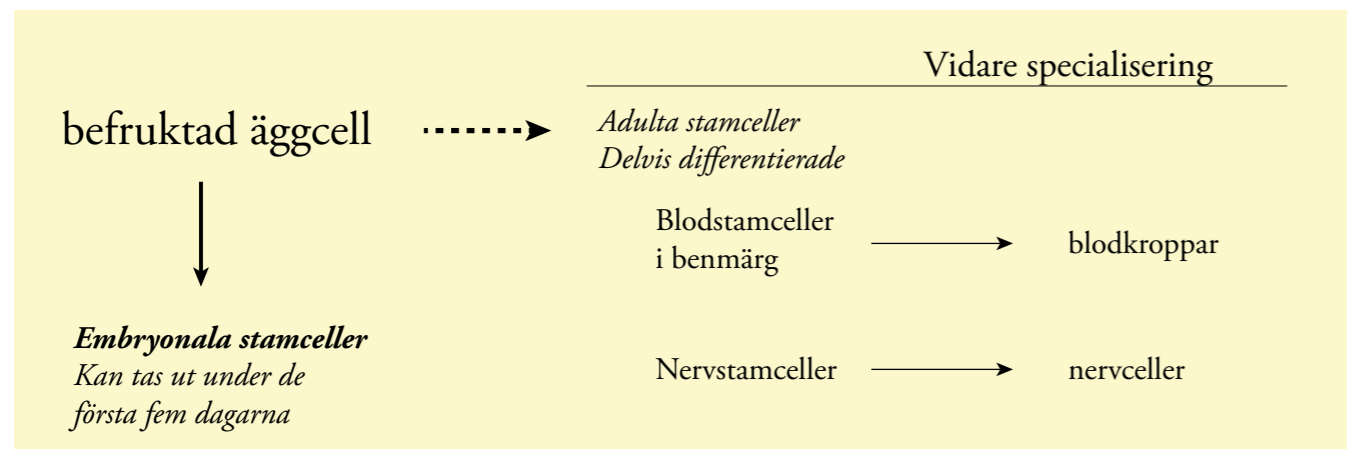 Vidare specialisering
befruktad äggcell
Adulta stamceller
Delvis differentierade
Blodstamceller
i benmärg
blodkroppar
Embryonala stamceller
Kan tas ut under de
första fem dagarna
Nervstamceller
nervceller